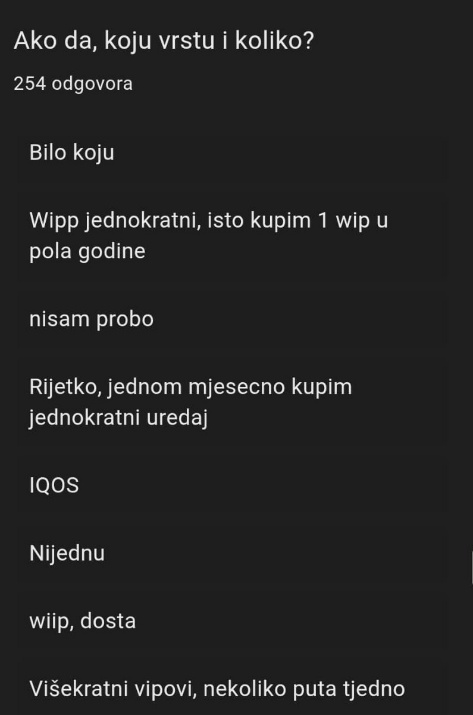 Ako da, koju vrstu i koliko?
254 odgovora
Bilo koju
Wipp jednokratni, isto kupim 1 wip u
pola godine
nisam probo
Rijetko, jednom mjesecno kupim
jednokratni uredaj
IQOS
Nijednu
wiip, dosta
Višekratni vipovi, nekoliko puta tjedno